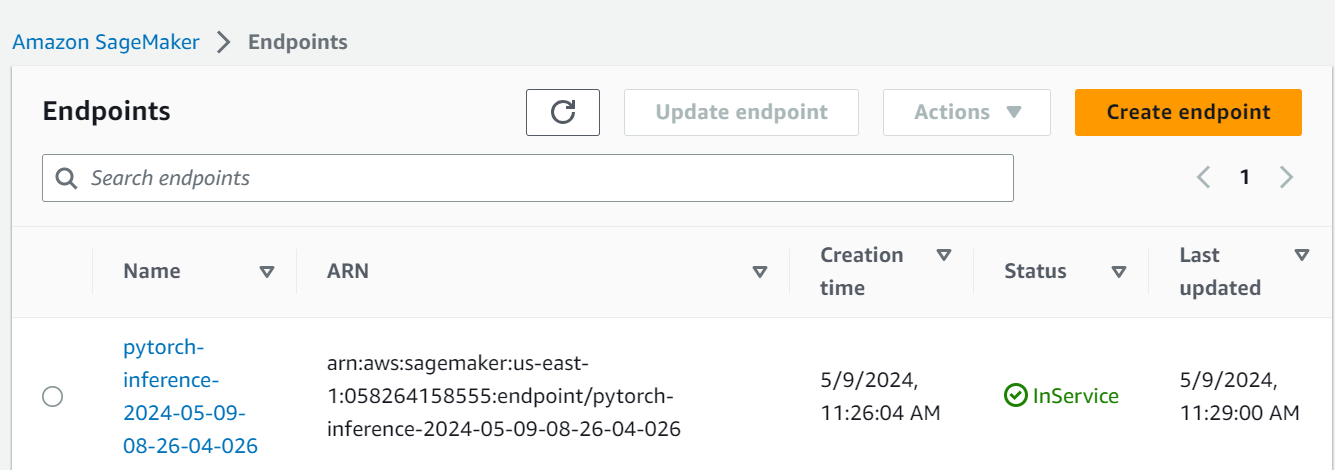 Amazon SageMaker > Endpoints
Endpoints
Update endpoint
Actions
Create endpoint
Search endpoints
1
Name
ARN
Creation
time
Status
Last
updated
pytorch-
inference-
2024-05-09-
08-26-04-026
arn:aws:sagemaker:us-east-
1:058264158555:endpoint/pytorch-
inference-2024-05-09-08-26-04-026
5/9/2024,
11:26:04 AM
InService
5/9/2024,
11:29:00 AM